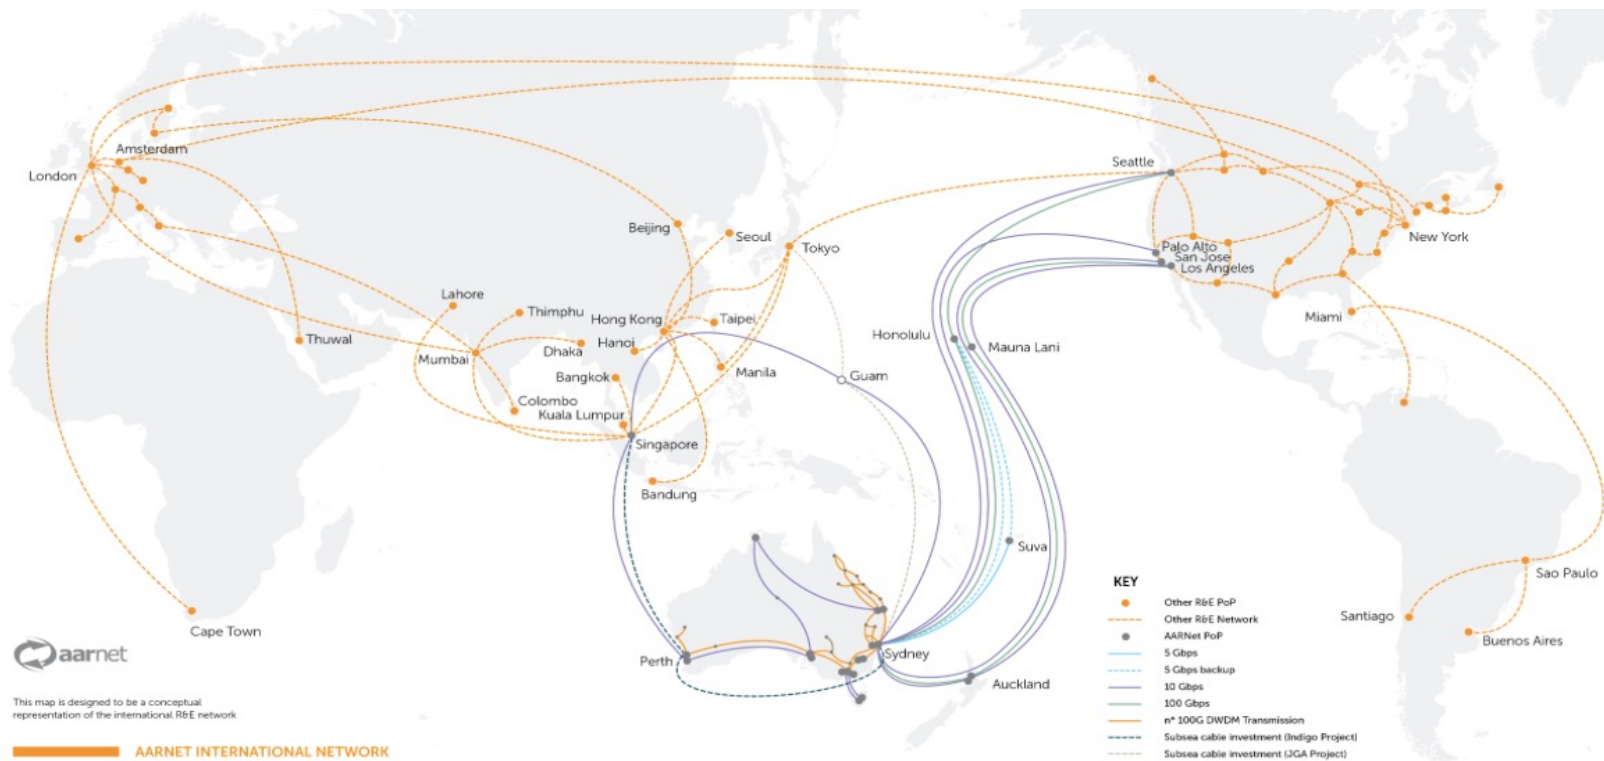 Amsterdam
London
Seattle
Beijing
Seoul
Tokyo
New York
Palo Alto
San Jose
Los Angeles
Lahore
Thimphu
Hong Kong
Taipei
Miami
Thuwal
Mumbai
Dhaka
Hanoi
Honolulu
Mauna Lani
Bangkok
Manila
Guam
Colombo
Kuala Lumpur
Singapore
Bandung
Suva
Sao Paulo
Santiago
Buenos Aires
Cape Town
Perth
Sydney
Auckland
KEY
Other R&E PoP
Other R&E Network
AARNet PoP
5 Gbps
5 Gbps backup
10 Gbps
100 Gbps
n* 100G DWDM Transmission
Subsea cable investment (Indigo Project)
Subsea cable investment (JGA Project)
aarnet
This map is designed to be a conceptual
representation of the international R&E network
AARNET INTERNATIONAL NETWORK